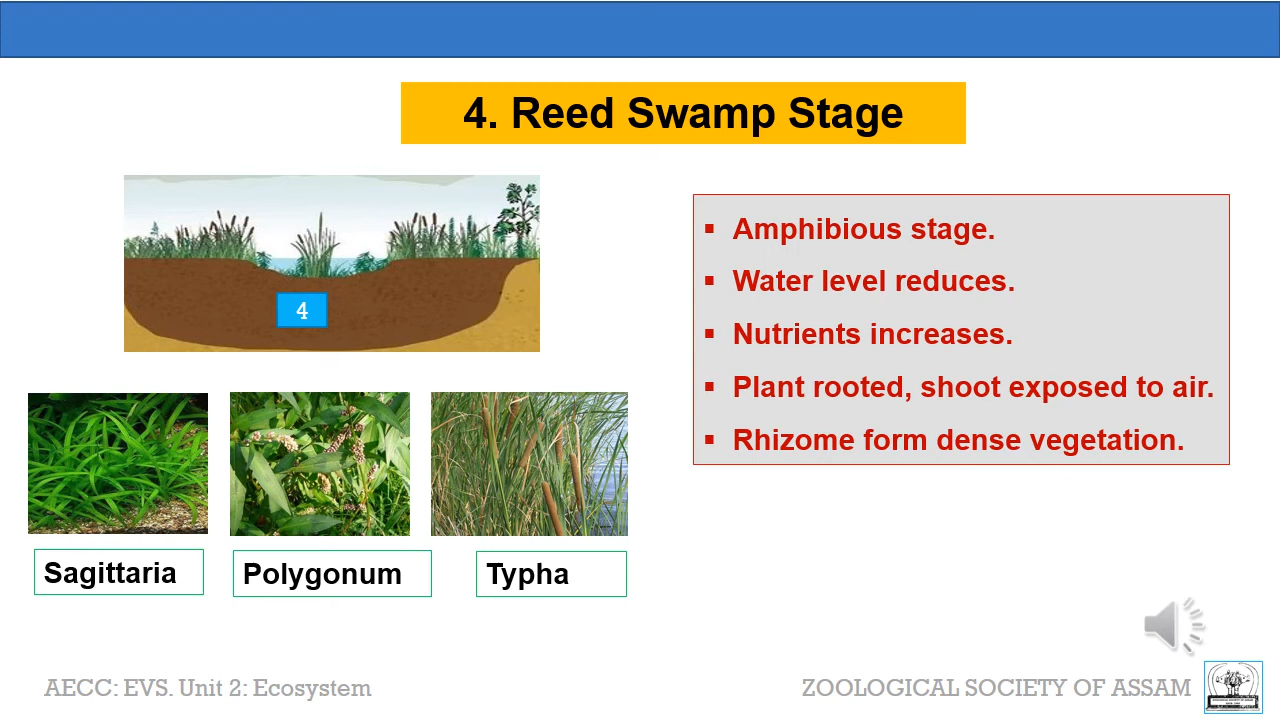 4. Reed Swamp Stage
4
▪ Amphibious stage.
▪ Water level reduces.
▪ Nutrients increases.
▪ Plant rooted, shoot exposed to air.
▪ Rhizome form dense vegetation.
Sagittaria
Polygonum
Typha
AECC: EVS. Unit 2: Ecosystem
ZOOLOGICAL SOCIETY OF ASSAM